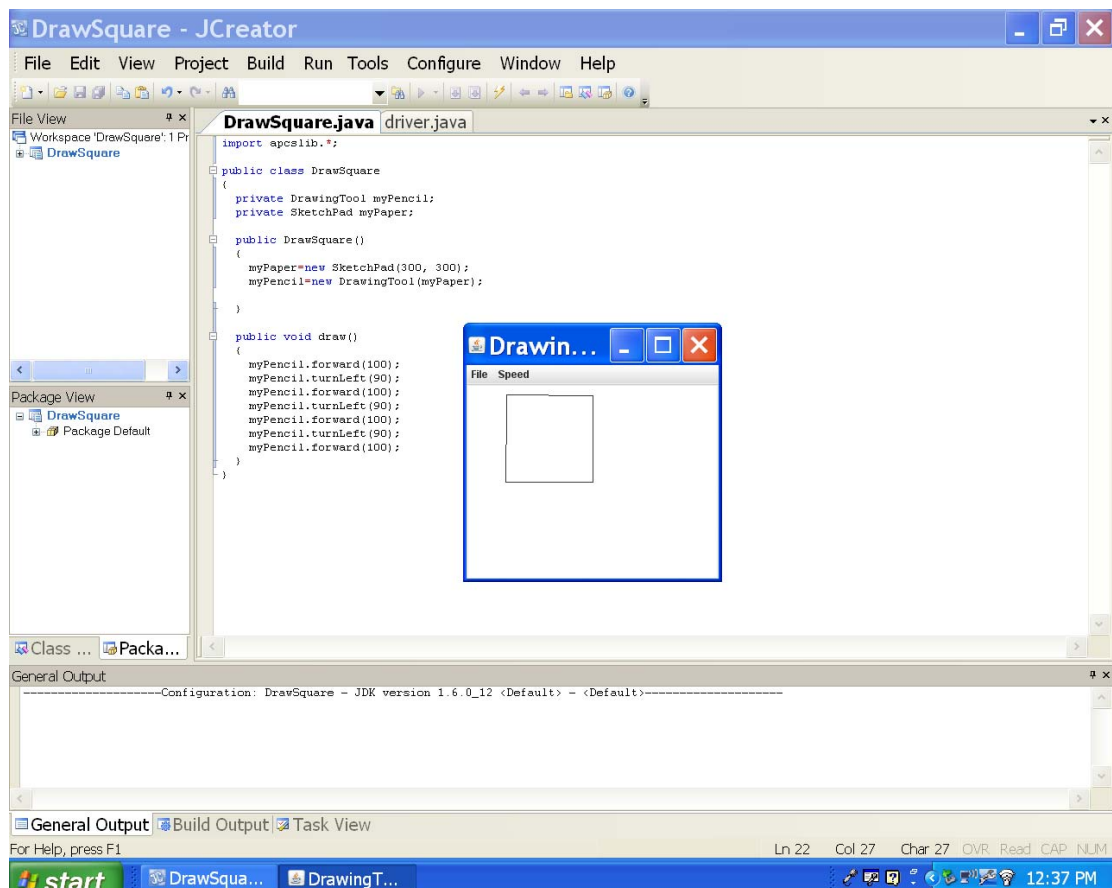 DrawSquare - JCreator
File Edit View Project Build Run Tools Configure Window Help
File View
Workspace 'DrawSquare': 1 Pr
DrawSquare
DrawSquare.java driver.java
import apcslib.*;
public class DrawSquare
{
private DrawingTool myPencil;
private SketchPad myPaper;
public DrawSquare()
{
myPaper=new SketchPad(300, 300);
myPencil=new DrawingTool(myPaper);
}
public void draw()
{
myPencil.forward(100);
myPencil.turnLeft(90);
myPencil.forward(100);
myPencil.turnLeft(90);
myPencil.forward(100);
myPencil.turnLeft(90);
myPencil.forward(100);
}
}
Drawin...
File Speed
Package View
DrawSquare
Package Default
Class ... Packa...
General Output
--------------------Configuration: DrawSquare - JDK version 1.6.0_12 <Default> - <Default>--------------------
General Output Build Output Task View
For Help, press F1 Ln 22 Col 27 Char 27 OVR Read CAP NUM
start DrawSqua... DrawingT... 12:37 PM